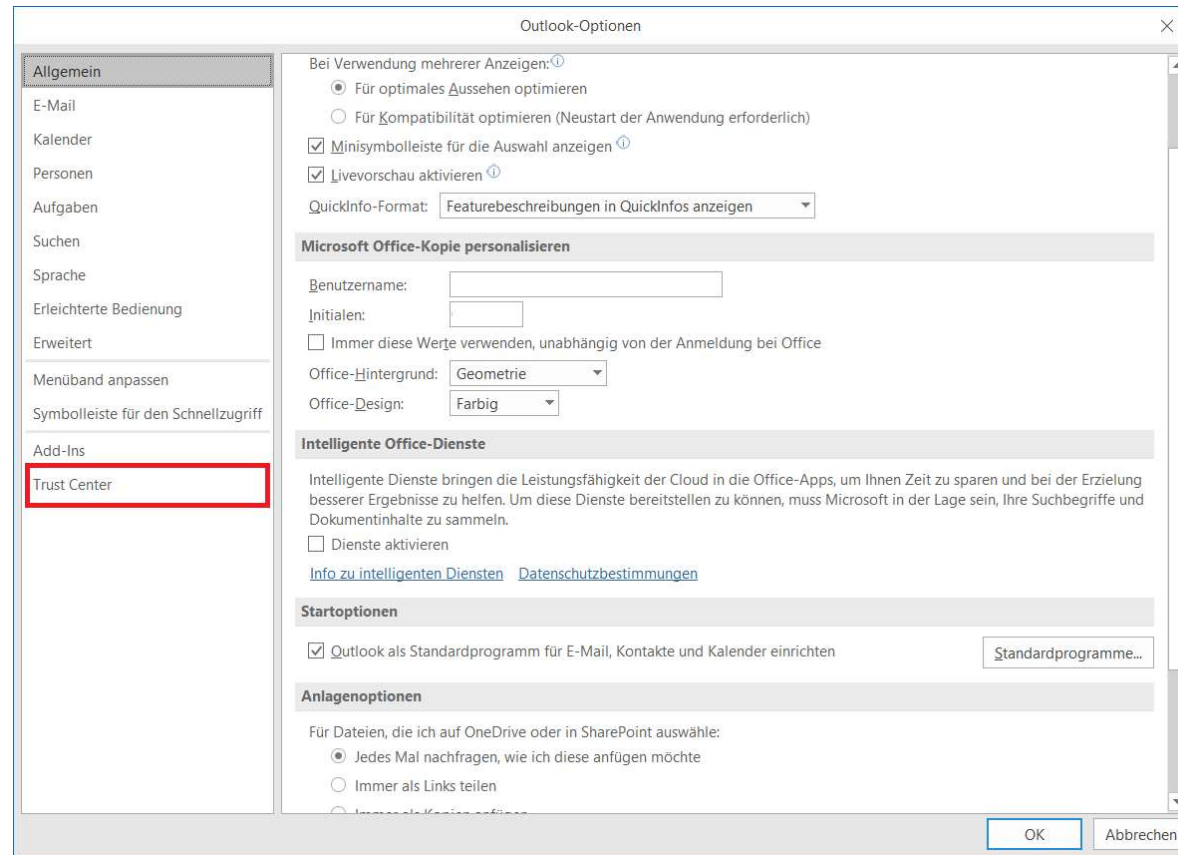 Outlook-Optionen
Allgemein
E-Mail
Kalender
Personen
Aufgaben
Suchen
Sprache
Erleichterte Bedienung
Erweitert
Menüband anpassen
Symbolleiste für den Schnellzugriff
Add-Ins
Trust Center
Bei Verwendung mehrerer Anzeigen:
Für optimales Aussehen optimieren
Für Kompatibilität optimieren (Neustart der Anwendung erforderlich)
Minisymbolleiste für die Auswahl anzeigen
Livevorschau aktivieren
QuickInfo-Format: Featurebeschreibungen in QuickInfos anzeigen
Microsoft Office-Kopie personalisieren
Benutzername:
Initialen:
Immer diese Werte verwenden, unabhängig von der Anmeldung bei Office
Office-Hintergrund: Geometrie
Office-Design: Farbig
Intelligente Office-Dienste
Intelligente Dienste bringen die Leistungsfähigkeit der Cloud in die Office-Apps, um Ihnen Zeit zu sparen und bei der Erzielung
besserer Ergebnisse zu helfen. Um diese Dienste bereitstellen zu können, muss Microsoft in der Lage sein, Ihre Suchbegriffe und
Dokumentinhalte zu sammeln.
Dienste aktivieren
Info zu intelligenten Diensten Datenschutzbestimmungen
Startoptionen
Outlook als Standardprogramm für E-Mail, Kontakte und Kalender einrichten Standardprogramme...
Anlagenoptionen
Für Dateien, die ich auf OneDrive oder in SharePoint auswähle:
Jedes Mal nachfragen, wie ich diese anfügen möchte
Immer als Links teilen
Immer als Kopien anfügen
OK Abbrechen